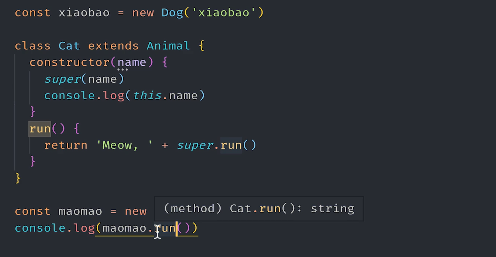 const xiaobao = new Dog('xiaobao')
class Cat extends Animal {
constructor(name) {
super(name)
console.log(this.name)
}
run() {
return 'Meow, ' + super.run()
}
}
const maomao = new
(method) Cat.run(): string
console.log(maomao.run())